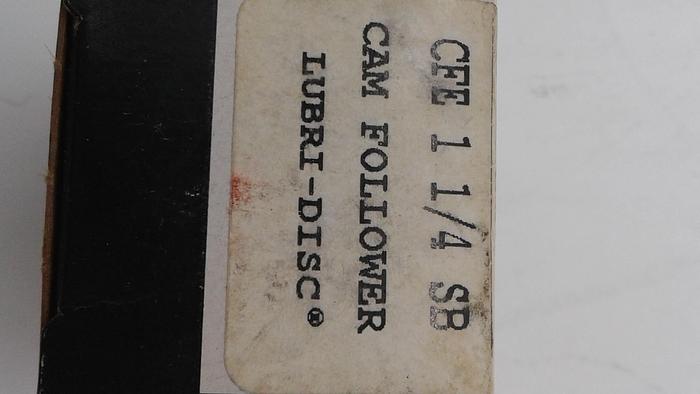 CFE 1 1/4 SB
CAM FOLLOWER
LUBRI-DISC®